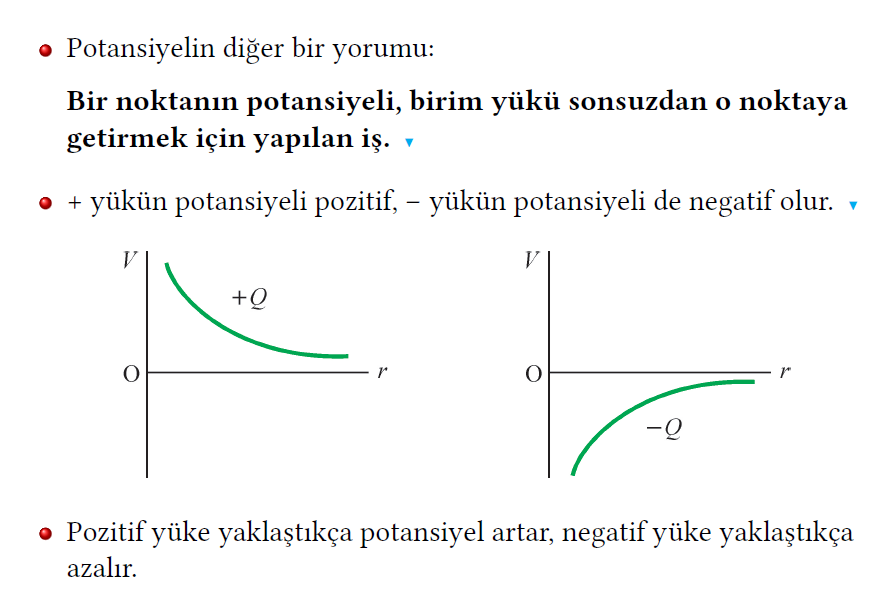 Potansiyelin diğer bir yorumu:
Bir noktanın potansiyeli, birim yükü sonsuzdan o noktaya
getirmek için yapılan iş.
+ yükün potansiyeli pozitif, − yükün potansiyeli de negatif olur.
V
+Q
O
r
V
O
r
−Q
Pozitif yüke yaklaştıkça potansiyel artar, negatif yüke yaklaştıkça
azalır.